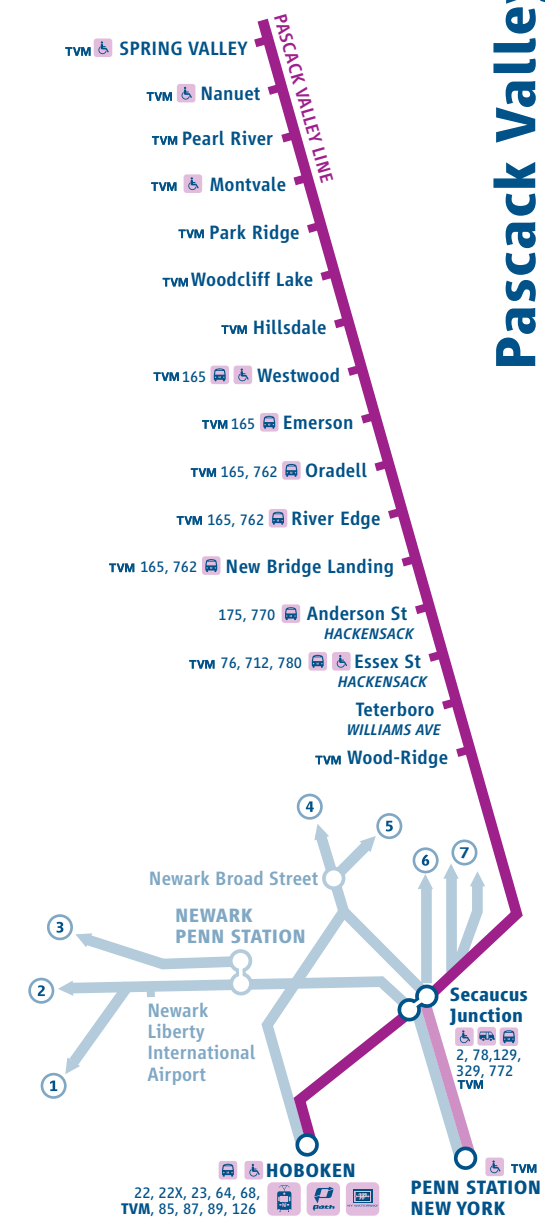 Pascack Valley
PASCACK VALLEY LINE
TVM SPRING VALLEY
TVM Nanuet
TVM Pearl River
TVM Montvale
TVM Park Ridge
TVM Woodcliff Lake
TVM Hillsdale
TVM 165 Westwood
TVM 165 Emerson
TVM 165, 762 Oradell
TVM 165, 762 River Edge
TVM 165, 762 New Bridge Landing
175, 770 Anderson St
HACKENSACK
TVM 76, 712, 780 Essex St
HACKENSACK
Teterboro
WILLIAMS AVE
TVM Wood-Ridge
4
5
6
7
Newark Broad Street
NEWARK
PENN STATION
3
2
1
Newark
Liberty
International
Airport
Secaucus
Junction
2, 78,129,
329, 772
TVM
HOBOKEN
22, 22X, 23, 64, 68,
TVM, 85, 87, 89, 126
path
TVM
PENN STATION
NEW YORK